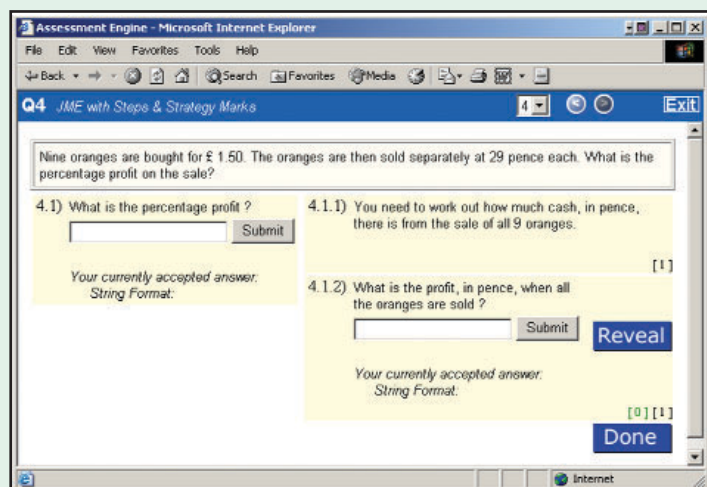 Assessment Engine - Microsoft Internet Explorer
File Edit View Favorites Tools Help
Back Search Favorites Media
Q4 JME with Steps & Strategy Marks 4 Exit
Nine oranges are bought for £ 1.50. The oranges are then sold separately at 29 pence each. What is the
percentage profit on the sale?
4.1) What is the percentage profit ?
Submit
Your currently accepted answer:
String Format:
4.1.1) You need to work out how much cash, in pence,
there is from the sale of all 9 oranges.
[1]
4.1.2) What is the profit, in pence, when all
the oranges are sold ?
Submit
Reveal
Your currently accepted answer:
String Format:
[0][1]
Done
Internet